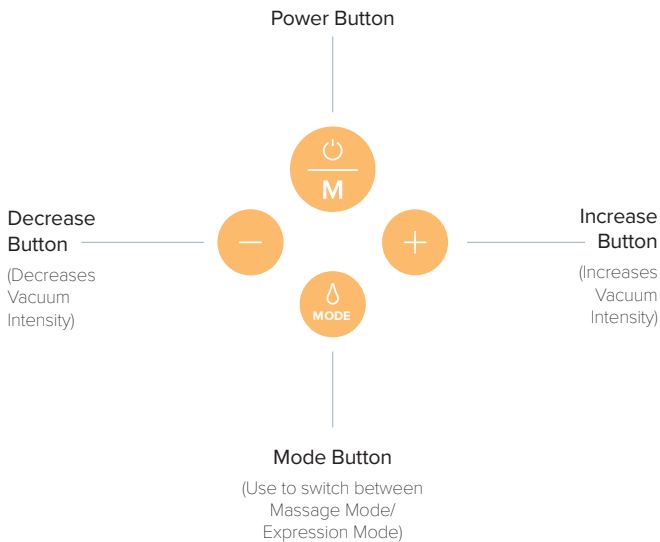 Power Button
M
Decrease
Button
(Decreases
Vacuum
Intensity)
Increase
Button
(Increases
Vacuum
Intensity)
MODE
Mode Button
(Use to switch between
Massage Mode/
Expression Mode)